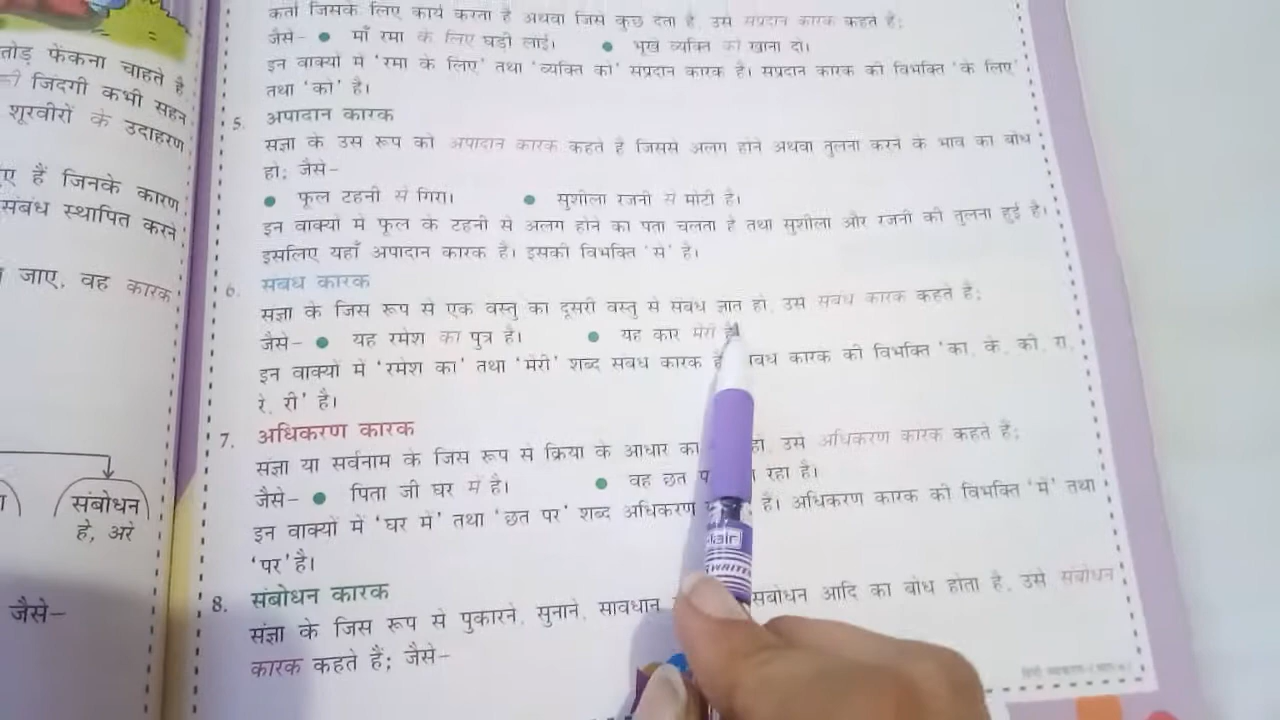 तोड़ फेंकना चाहते है
जिंदगी कभी सहन
शूरवीरों के उदाहरण
हैं जिनके कारण
संबंध स्थापित करने
जाए, वह कारक
संबोधन
हे, अरे
जैसे–
कर्ता जिसके लिए कार्य करता है अथवा जिसे कुछ देता है, उसे संप्रदान कारक कहते हैं;
जैसे– ● माँ रमा के लिए घड़ी लाई। ● भूखे व्यक्ति को खाना दो।
इन वाक्यों में 'रमा के लिए' तथा 'व्यक्ति को' संप्रदान कारक है। संप्रदान कारक की विभक्ति 'के लिए'
तथा 'को' है।
5. अपादान कारक
संज्ञा के उस रूप को अपादान कारक कहते हैं जिससे अलग होने अथवा तुलना करने के भाव का बोध
हो; जैसे–
● फूल टहनी से गिरा। ● सुशीला रजनी से मोटी है।
इन वाक्यों में फूल के टहनी से अलग होने का पता चलता है तथा सुशीला और रजनी की तुलना हुई है।
इसलिए यहाँ अपादान कारक है। इसकी विभक्ति 'से' है।
6. संबंध कारक
संज्ञा के जिस रूप से एक वस्तु का दूसरी वस्तु से संबंध ज्ञात हो, उसे संबंध कारक कहते हैं;
जैसे– ● यह रमेश का पुत्र है। ● यह कार मेरी है
इन वाक्यों में 'रमेश का' तथा 'मेरी' शब्द संबंध कारक कारक की विभक्ति 'का, के, की, रा,
रे, री' है।
7. अधिकरण कारक
संज्ञा या सर्वनाम के जिस रूप से क्रिया के आधार का हो, उसे अधिकरण कारक कहते हैं;
जैसे– ● पिता जी घर में है। ● वह छत रहा है।
इन वाक्यों में 'घर में' तथा 'छत पर' शब्द अधिकरण हैं। अधिकरण कारक की विभक्ति 'में' तथा
'पर' है।
8. संबोधन कारक
संज्ञा के जिस रूप से पुकारने, सुनाने, सावधान संबोधन आदि का बोध होता है, उसे संबोधन
कारक कहते हैं; जैसे–